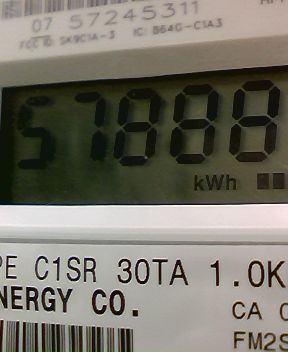 07 57245311
FCC ID: SK9C1A-3 IC: 864G-C1A3
57888
kWh
PE C1SR 30TA 1.0K
NERGY CO.
CA 0
FM2S